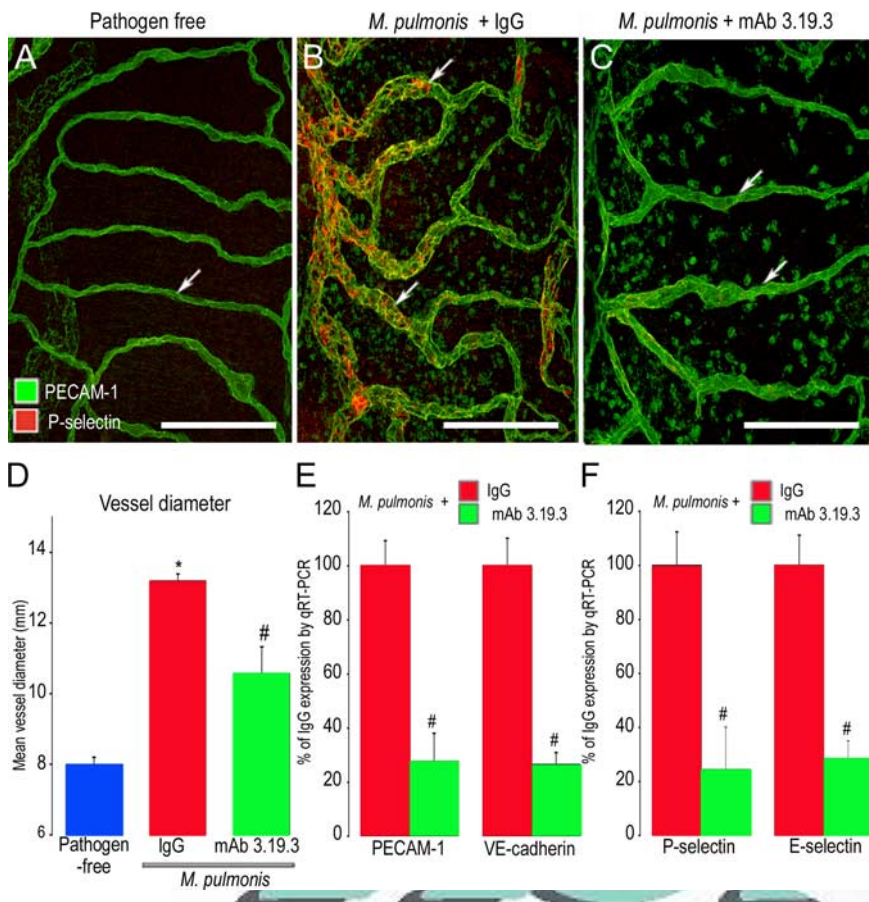 Pathogen free
M. pulmonis + IgG
M. pulmonis + mAb 3.19.3
A
B
C
PECAM-1
P-selectin
D
Vessel diameter
Mean vessel diameter (mm)
14
12
10
8
6
*
#
Pathogen
-free
IgG
mAb 3.19.3
M. pulmonis
E
M. pulmonis +
IgG
mAb 3.19.3
% of IgG expression by qRT-PCR
120
100
80
60
40
20
0
#
#
PECAM-1
VE-cadherin
F
M. pulmonis +
IgG
mAb 3.19.3
% of IgG expression by qRT-PCR
120
100
80
60
40
20
0
#
#
P-selectin
E-selectin